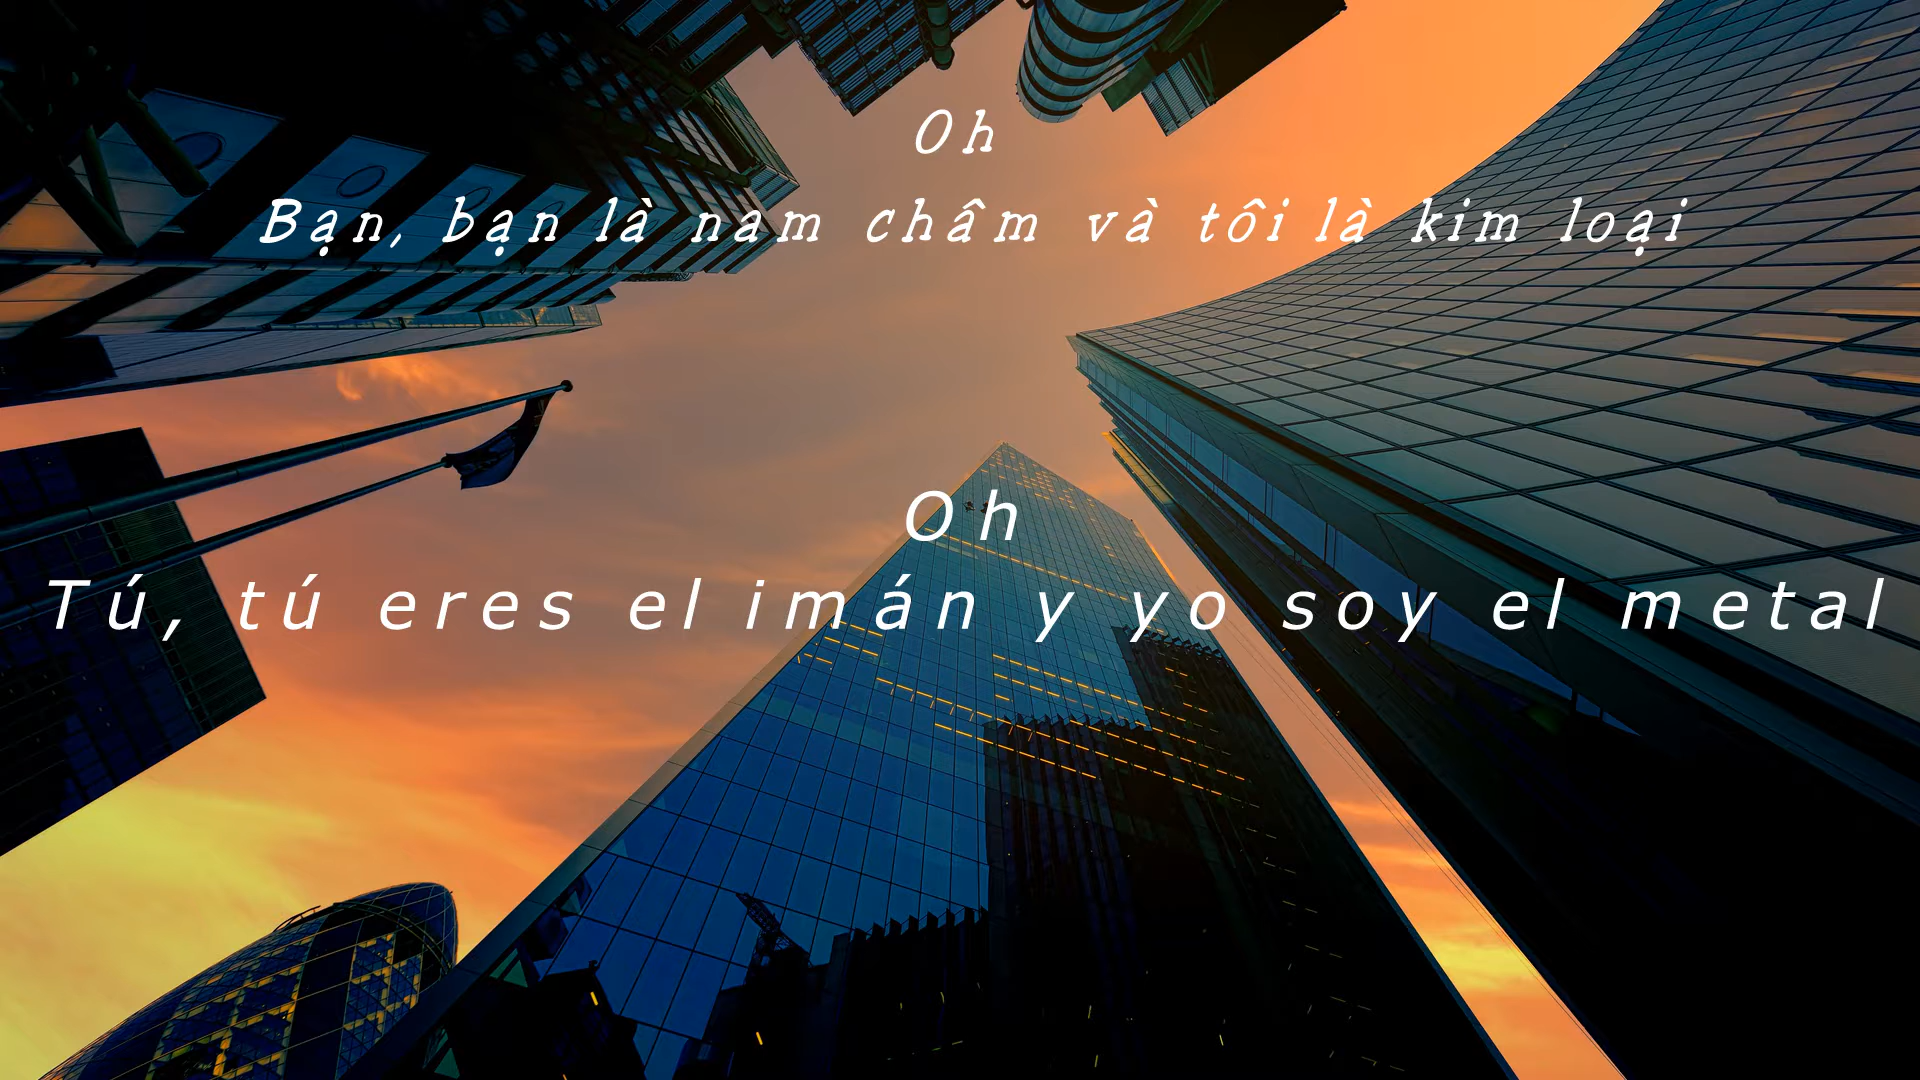 Oh
Bạn, bạn là nam châm và tôi là kim loại
Oh
Tú, tú eres el imán y yo soy el metal